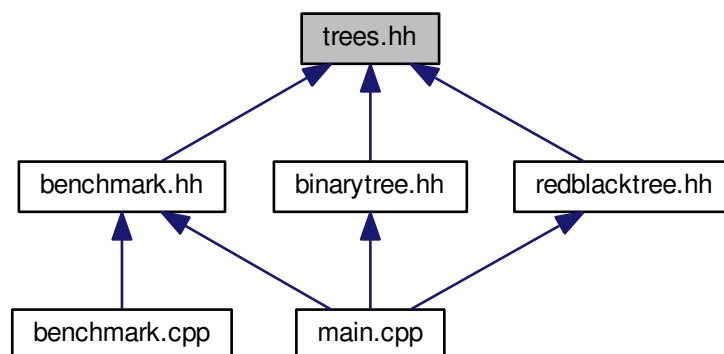 trees.hh
benchmark.hh
binarytree.hh
redblacktree.hh
benchmark.cpp
main.cpp